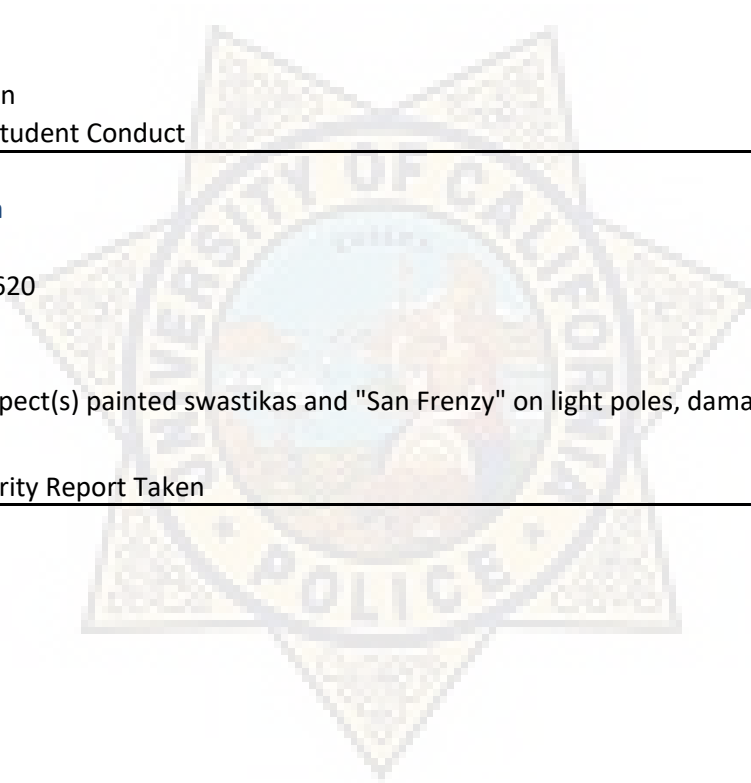 n
tudent Conduct
n
620
pect(s) painted swastikas and "San Frenzy" on light poles, dama
rity Report Taken
UNIVERSITY OF CALIFORNIA
POLICE